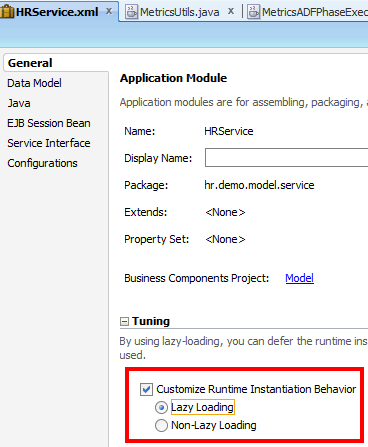 HRService.xml x MetricsUtils.java x MetricsADFPhaseExec
General
Data Model
Java
EJB Session Bean
Service Interface
Configurations
Application Module
Application modules are for assembling, packaging, a
Name: HRService
Display Name:
Package: hr.demo.model.service
Extends: <None>
Property Set: <None>
Business Components Project: Model
Tuning
By using lazy-loading, you can defer the runtime ins
used.
Customize Runtime Instantiation Behavior
Lazy Loading
Non-Lazy Loading